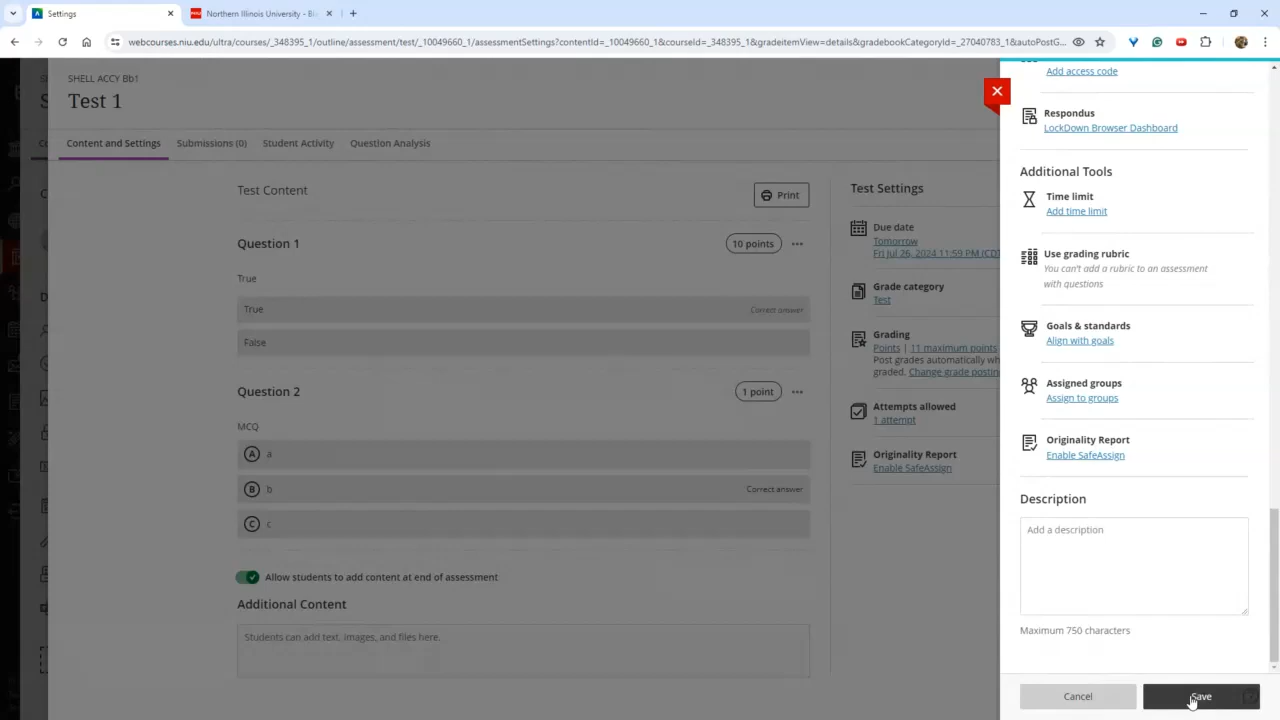 Settings
Northern Illinois University - Bl
webcourses.niu.edu/ultra/courses/_348395_1/outline/assessment/test/_10049660_1/assessmentSettings?contentId=_10049660_1&courseId=_348395_1&gradeitemView=details&gradebookCategoryId=_27040783_1&autoPostG...
SHELL ACCY Bb1
Test 1
Content and Settings
Submissions (0)
Student Activity
Question Analysis
Test Content
Print
Question 1
10 points
True
True
Correct answer
False
Question 2
1 point
MCQ
A a
B b
Correct answer
C c
Allow students to add content at end of assessment
Additional Content
Students can add text, images, and files here.
Test Settings
Due date
Tomorrow
Fri Jul 26, 2024 11:59 PM (CDT
Grade category
Test
Grading
Points | 11 maximum points
Post grades automatically wh
graded. Change grade postin
Attempts allowed
1 attempt
Originality Report
Enable SafeAssign
Add access code
Respondus
LockDown Browser Dashboard
Additional Tools
Time limit
Add time limit
Use grading rubric
You can't add a rubric to an assessment
with questions
Goals & standards
Align with goals
Assigned groups
Assign to groups
Originality Report
Enable SafeAssign
Description
Add a description
Maximum 750 characters
Cancel
Save